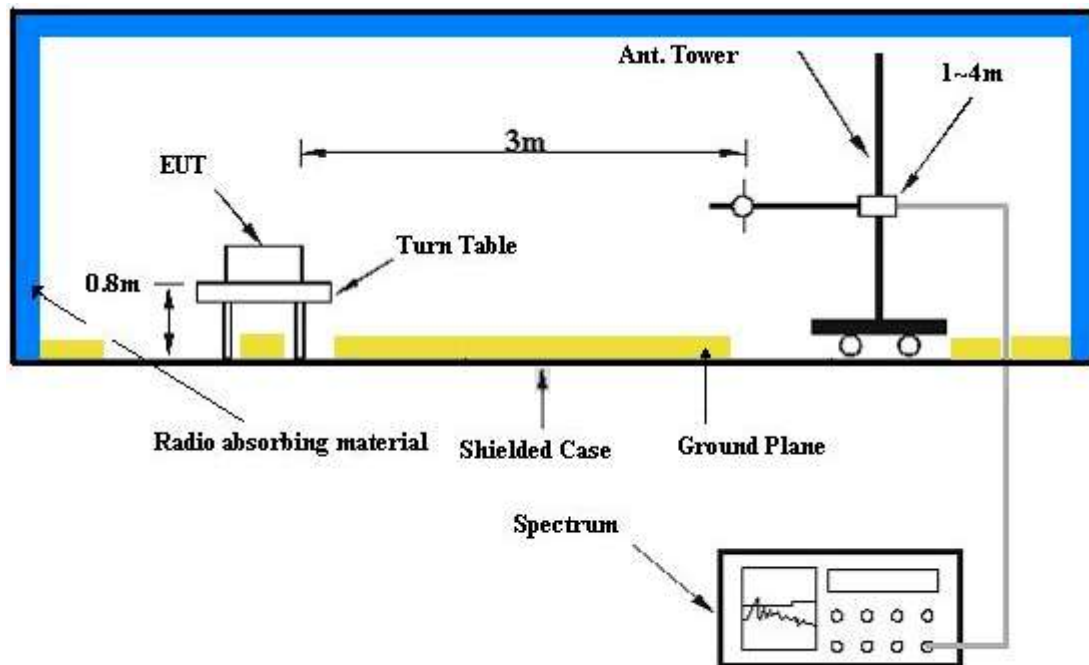 Ant. Tower
1~4m
3m
EUT
Turn Table
0.8m
Radio absorbing material
Shielded Case
Ground Plane
Spectrum